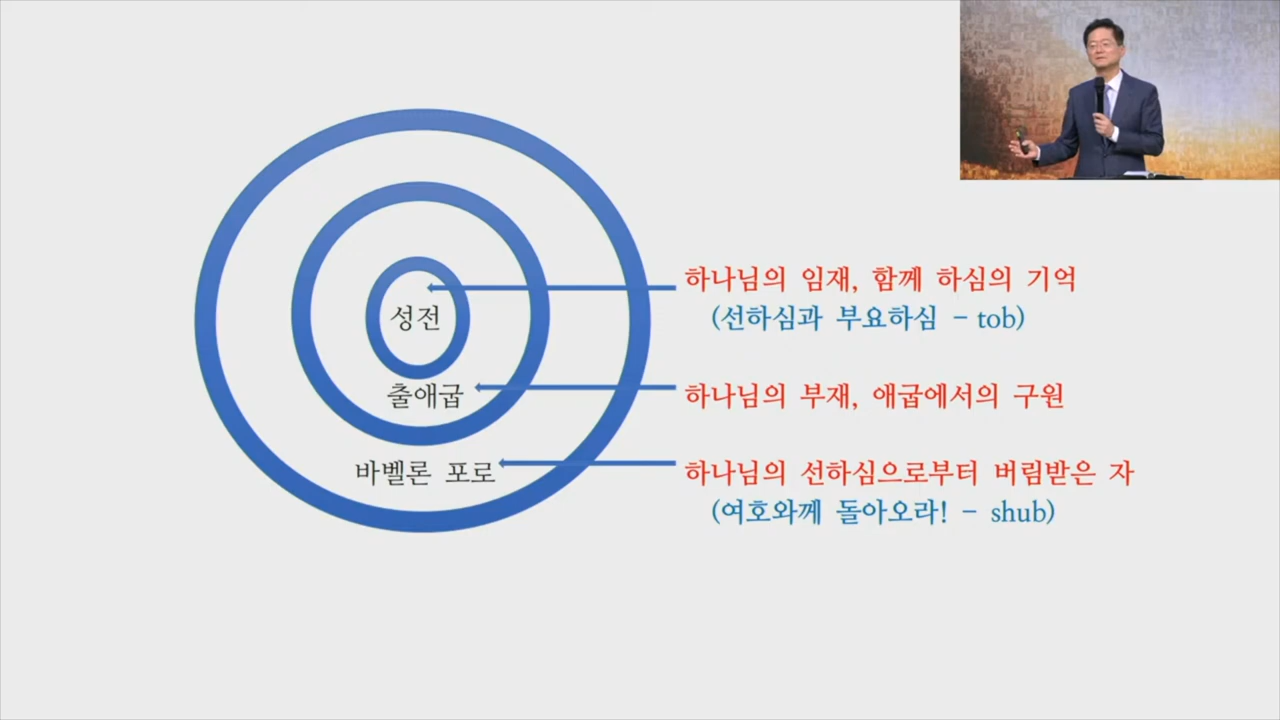 하나님의 임재, 함께 하심의 기억
성전
(선하심과 부요하심 - tob)
출애굽
하나님의 부재, 애굽에서의 구원
바벨론 포로
하나님의 선하심으로부터 버림받은 자
(여호와께 돌아오라! - shub)